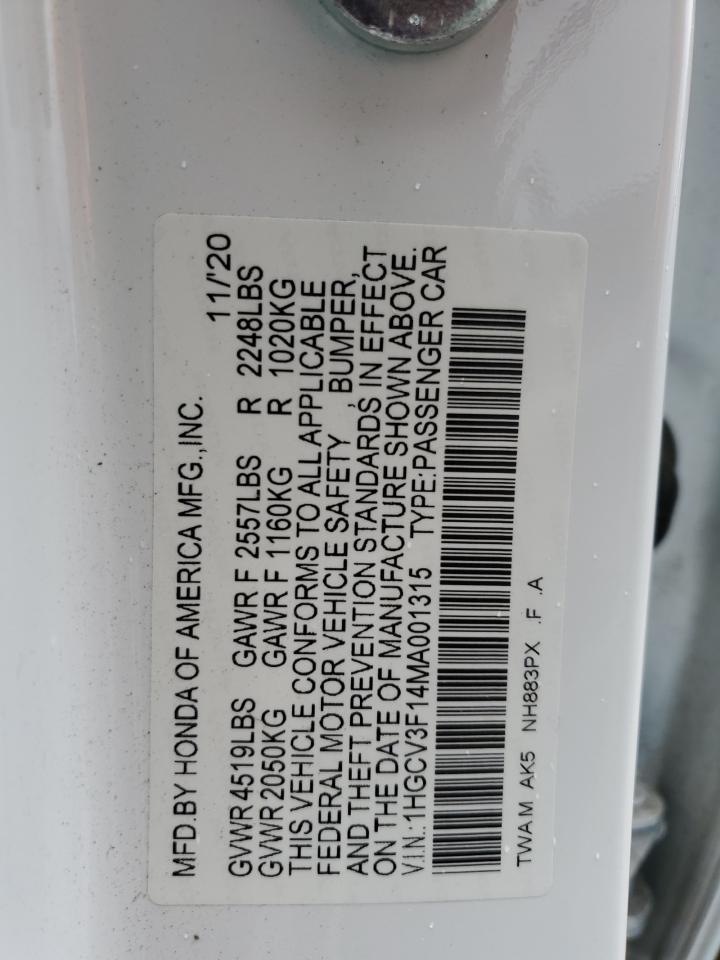 MFD.BY HONDA OF AMERICA MFG.,INC.
11/'20
GVWR 4519LBS GAWR F 2557LBS R 2248LBS
GVWR 2050KG GAWR F 1160KG R 1020KG
THIS VEHICLE CONFORMS TO ALL APPLICABLE
FEDERAL MOTOR VEHICLE SAFETY , BUMPER,
AND THEFT PREVENTION STANDARDS IN EFFECT
ON THE DATE OF MANUFACTURE SHOWN ABOVE.
V.I.N.:1HGCV3F14MA001315 TYPE:PASSENGER CAR
TWAM AK5 NH883PX .F .A